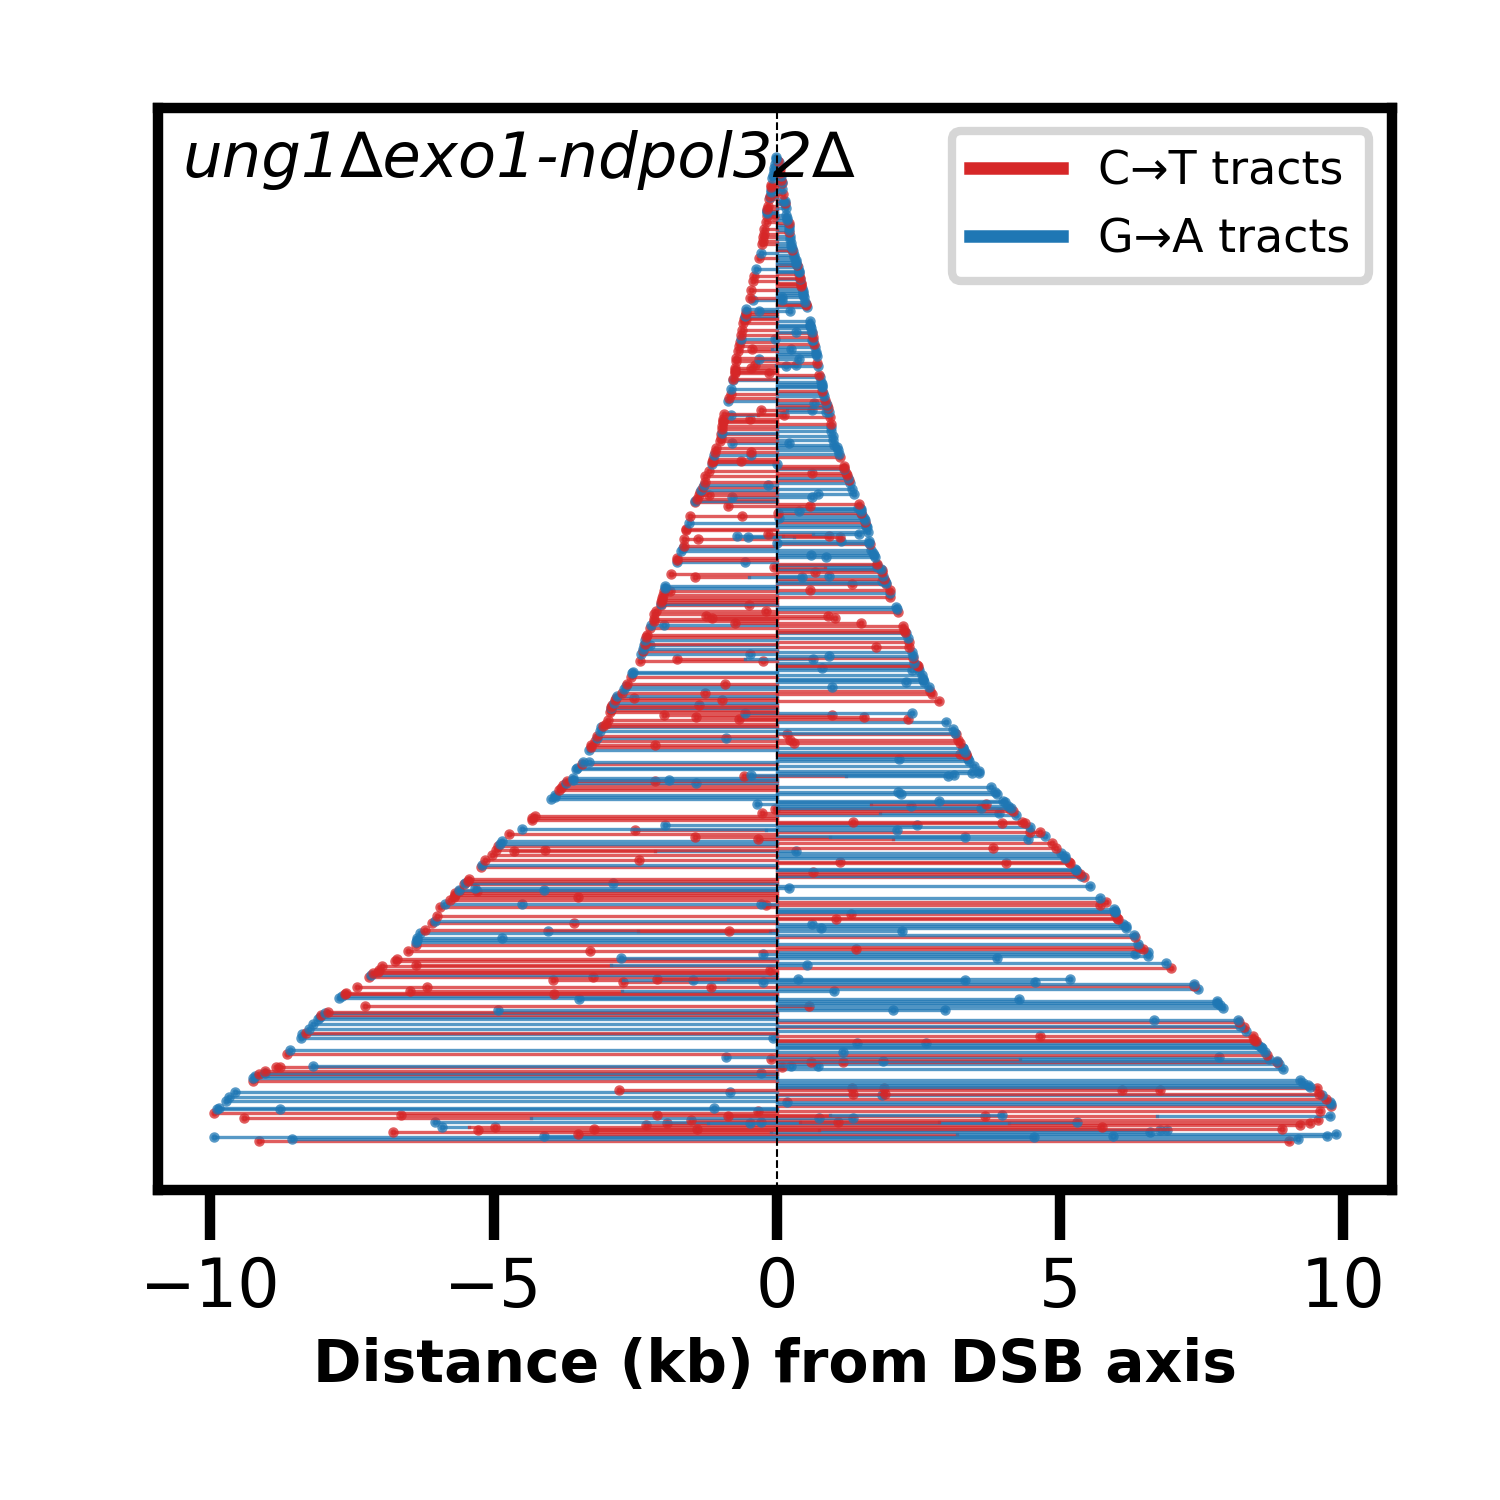 ung1Δexo1-ndpol32Δ
C→T tracts
G→A tracts
−10 −5 0 5 10
Distance (kb) from DSB axis